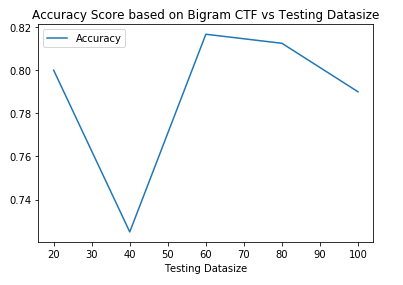 Accuracy Score based on Bigram CTF vs Testing Datasize
Accuracy
0.82
0.80
0.78
0.76
0.74
20 30 40 50 60 70 80 90 100
Testing Datasize